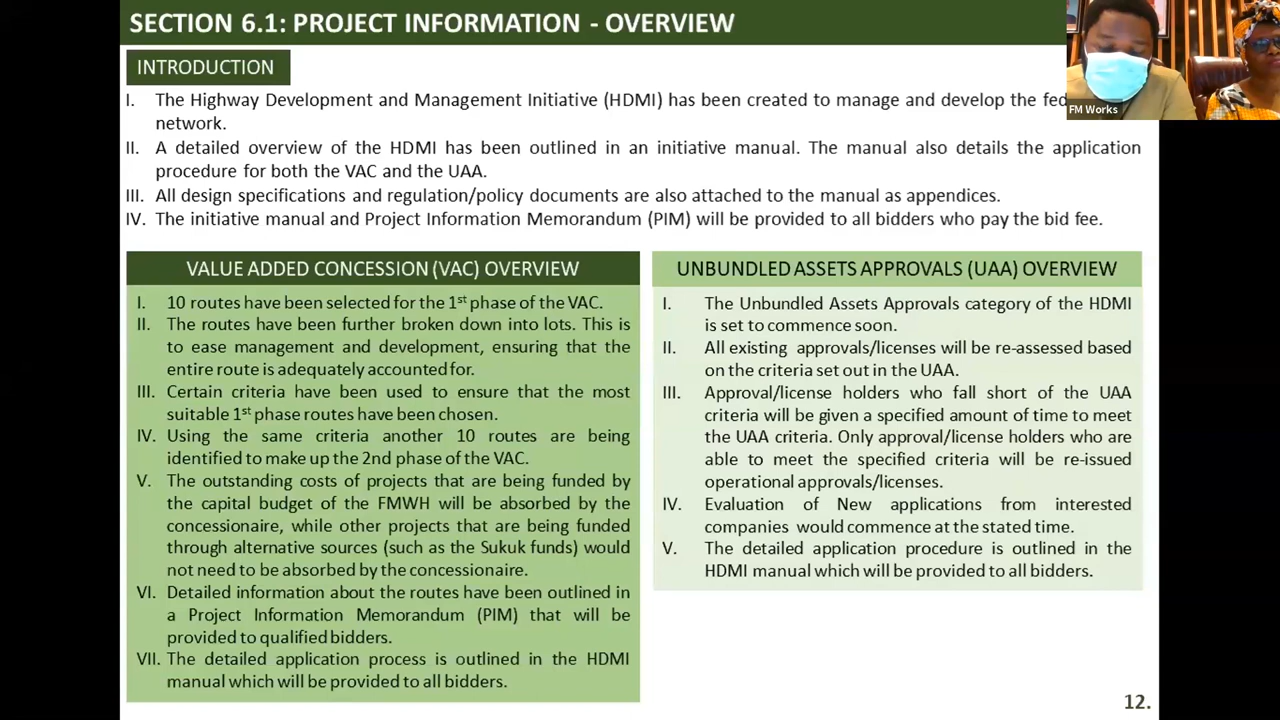 SECTION 6.1: PROJECT INFORMATION - OVERVIEW
INTRODUCTION
I. The Highway Development and Management Initiative (HDMI) has been created to manage and develop the
network.
II. A detailed overview of the HDMI has been outlined in an initiative manual. The manual also details the application
procedure for both the VAC and the UAA.
III. All design specifications and regulation/policy documents are also attached to the manual as appendices.
IV. The initiative manual and Project Information Memorandum (PIM) will be provided to all bidders who pay the bid fee.
FM Works
VALUE ADDED CONCESSION (VAC) OVERVIEW
I. 10 routes have been selected for the 1st phase of the VAC.
II. The routes have been further broken down into lots. This is
to ease management and development, ensuring that the
entire route is adequately accounted for.
III. Certain criteria have been used to ensure that the most
suitable 1st phase routes have been chosen.
IV. Using the same criteria another 10 routes are being
identified to make up the 2nd phase of the VAC.
V. The outstanding costs of projects that are being funded by
the capital budget of the FMWH will be absorbed by the
concessionaire, while other projects that are being funded
through alternative sources (such as the Sukuk funds) would
not need to be absorbed by the concessionaire.
VI. Detailed information about the routes have been outlined in
a Project Information Memorandum (PIM) that will be
provided to qualified bidders.
VII. The detailed application process is outlined in the HDMI
manual which will be provided to all bidders.
UNBUNDLED ASSETS APPROVALS (UAA) OVERVIEW
I. The Unbundled Assets Approvals category of the HDMI
is set to commence soon.
II. All existing approvals/licenses will be re-assessed based
on the criteria set out in the UAA.
III. Approval/license holders who fall short of the UAA
criteria will be given a specified amount of time to meet
the UAA criteria. Only approval/license holders who are
able to meet the specified criteria will be re-issued
operational approvals/licenses.
IV. Evaluation of New applications from interested
companies would commence at the stated time.
V. The detailed application procedure is outlined in the
HDMI manual which will be provided to all bidders.
12.